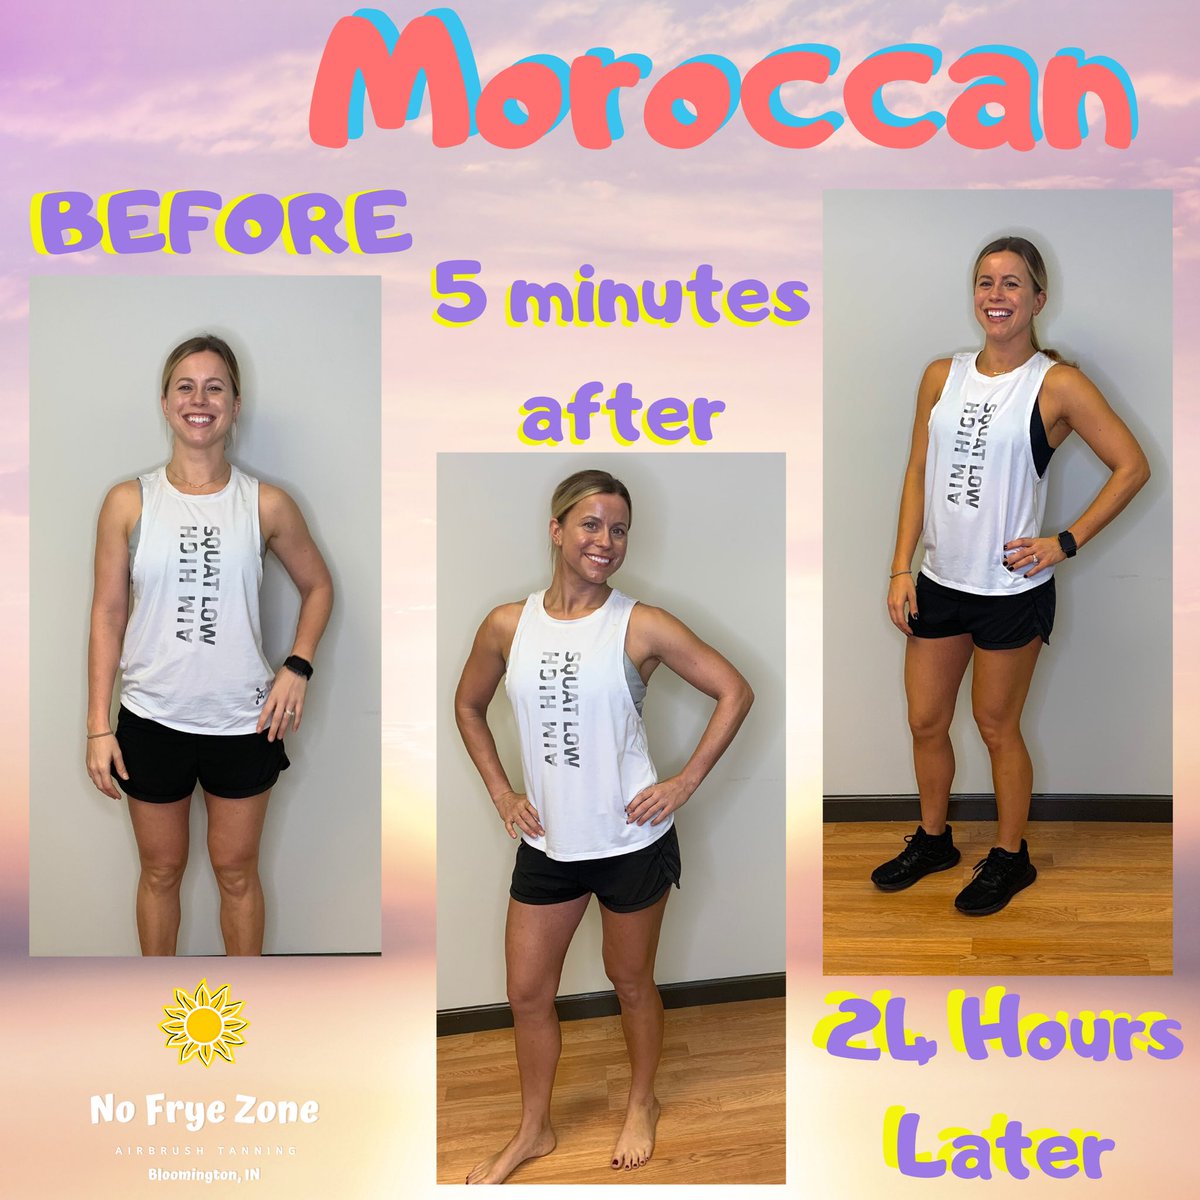 Moroccan
BEFORE
AIM HIGH
SQUAT LOW
5 minutes
after
AIM HIGH
SQUAT LOW
AIM HIGH
SQUAT LOW
24 Hours
Later
No Frye Zone
AIRBRUSH TANNING
Bloomington, IN